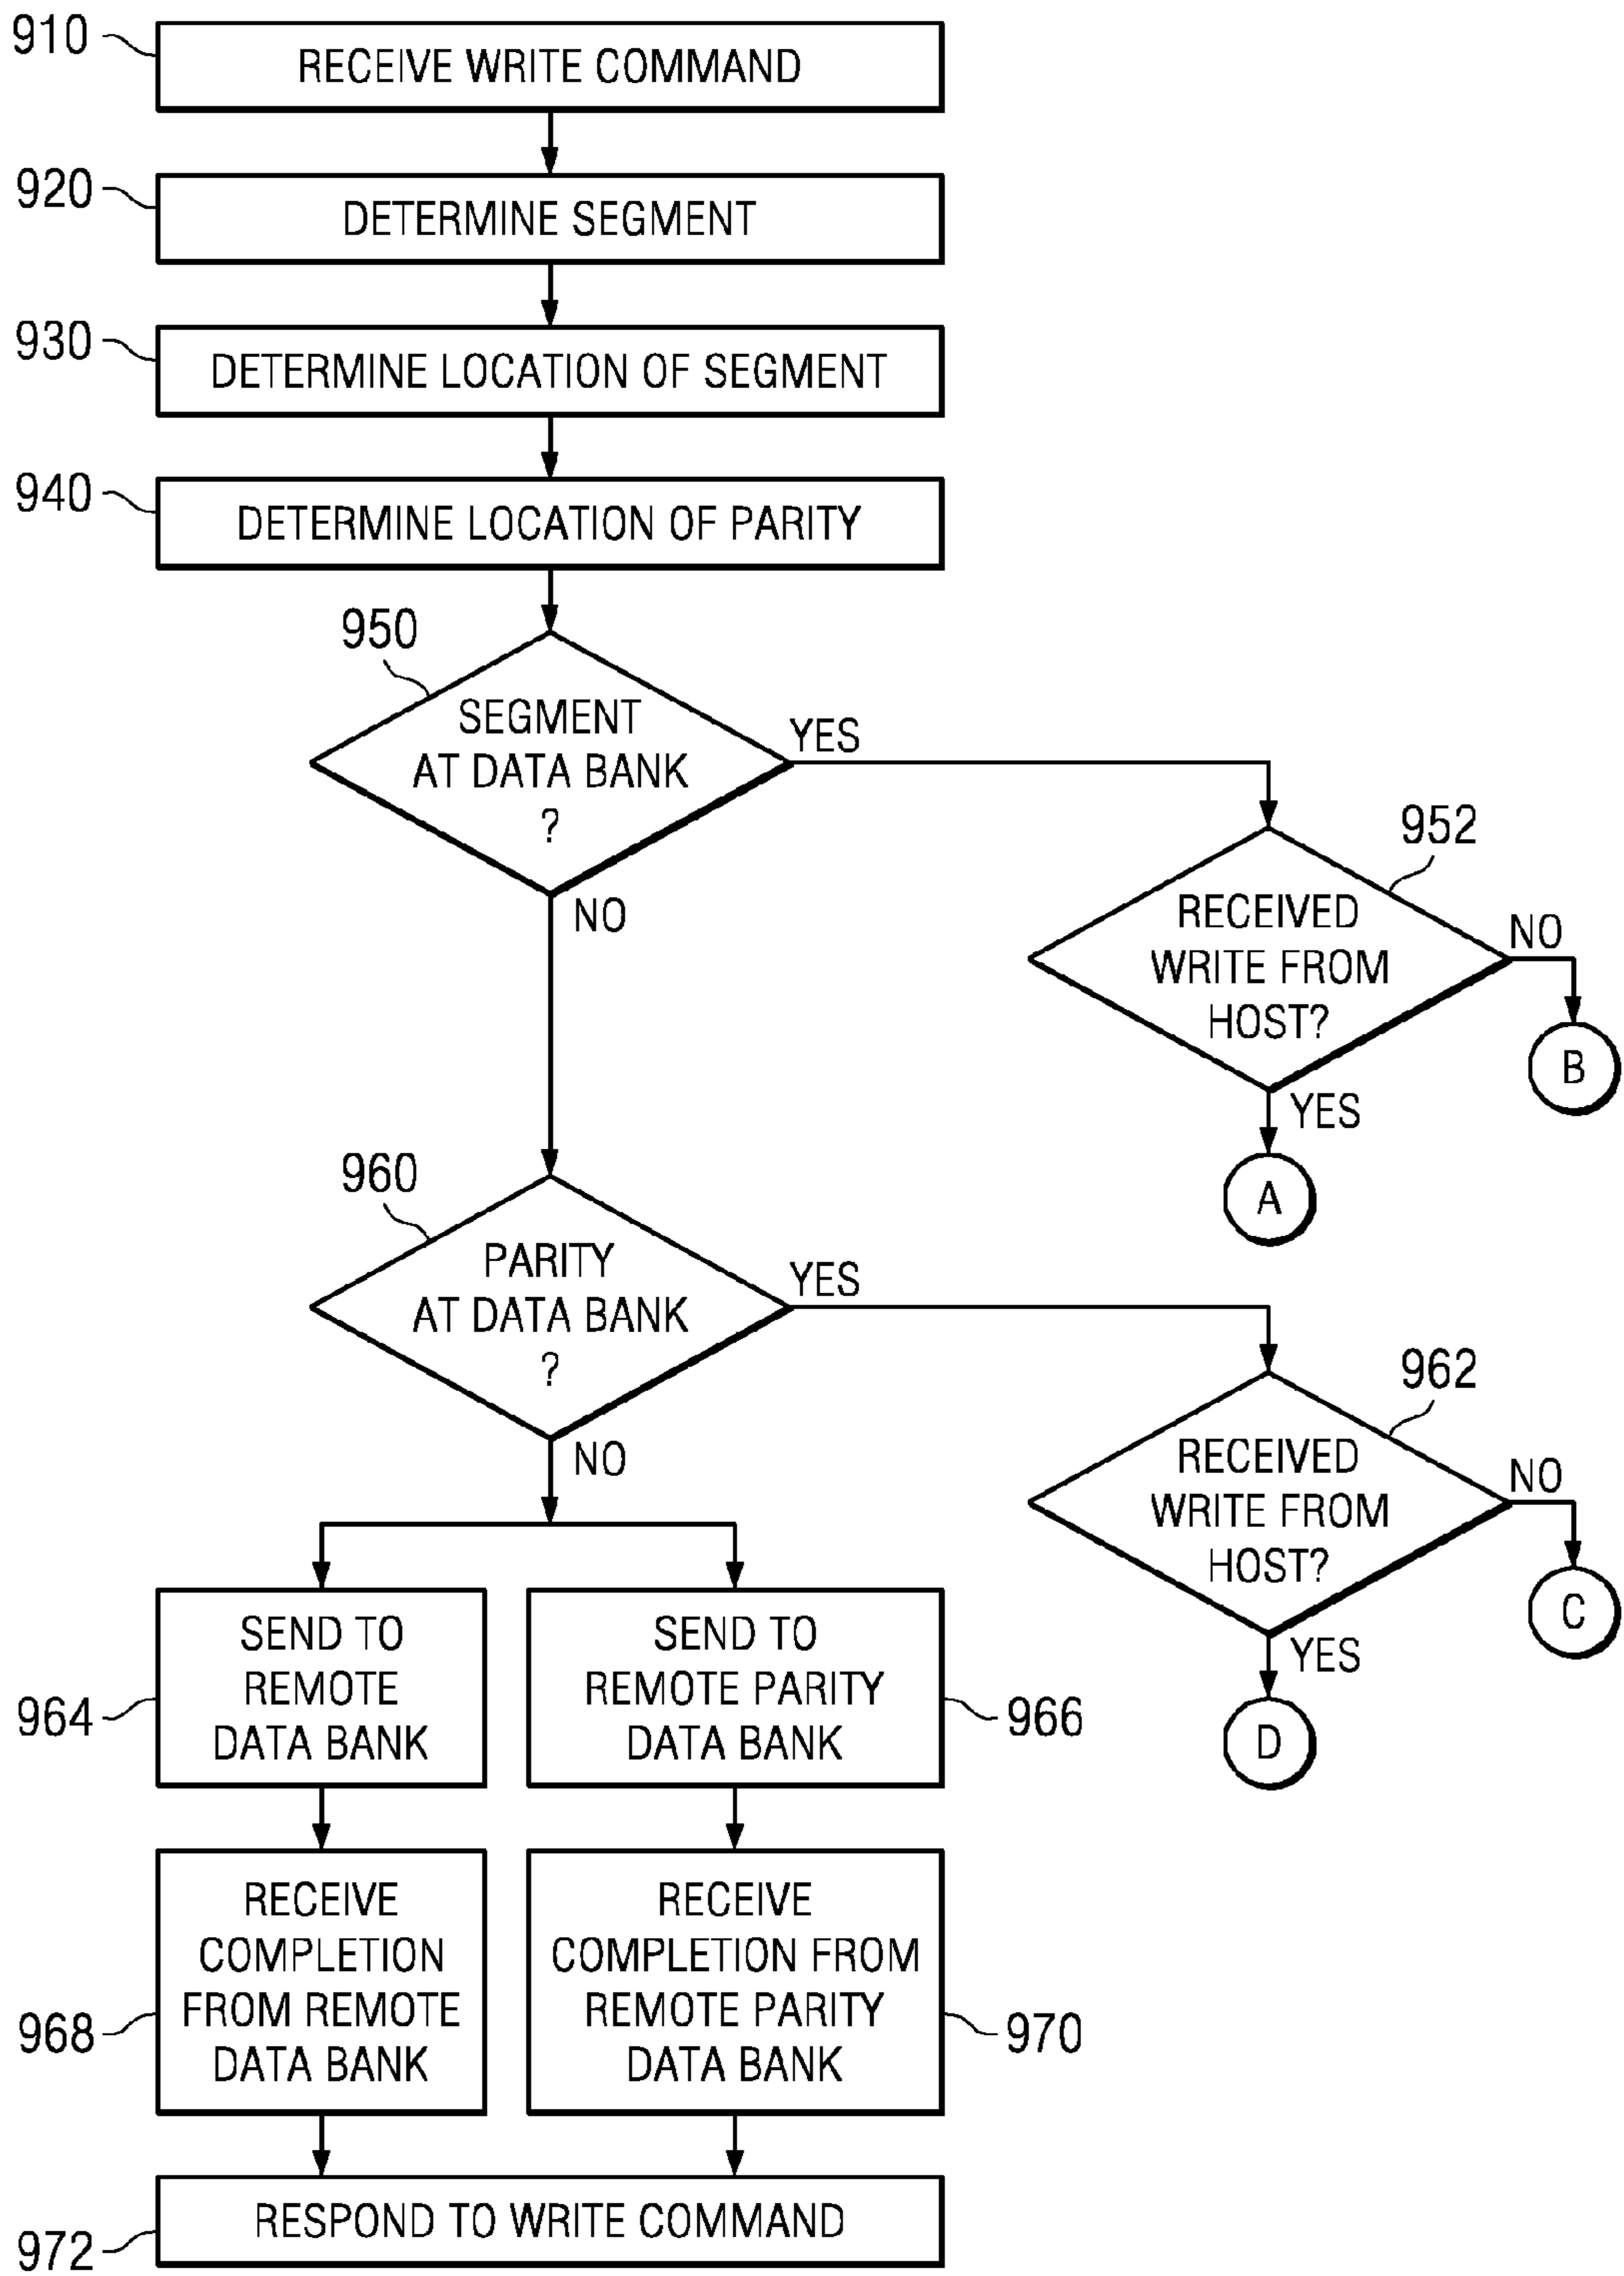 910
RECEIVE WRITE COMMAND
920
DETERMINE SEGMENT
930
DETERMINE LOCATION OF SEGMENT
940
DETERMINE LOCATION OF PARITY
950
SEGMENT
AT DATA BANK
?
YES
NO
952
RECEIVED
WRITE FROM
HOST?
NO
B
YES
A
960
PARITY
AT DATA BANK
?
YES
NO
962
RECEIVED
WRITE FROM
HOST?
NO
C
YES
D
964
SEND TO
REMOTE
DATA BANK
SEND TO
REMOTE PARITY
DATA BANK
966
968
RECEIVE
COMPLETION
FROM REMOTE
DATA BANK
RECEIVE
COMPLETION FROM
REMOTE PARITY
DATA BANK
970
RESPOND TO WRITE COMMAND
972